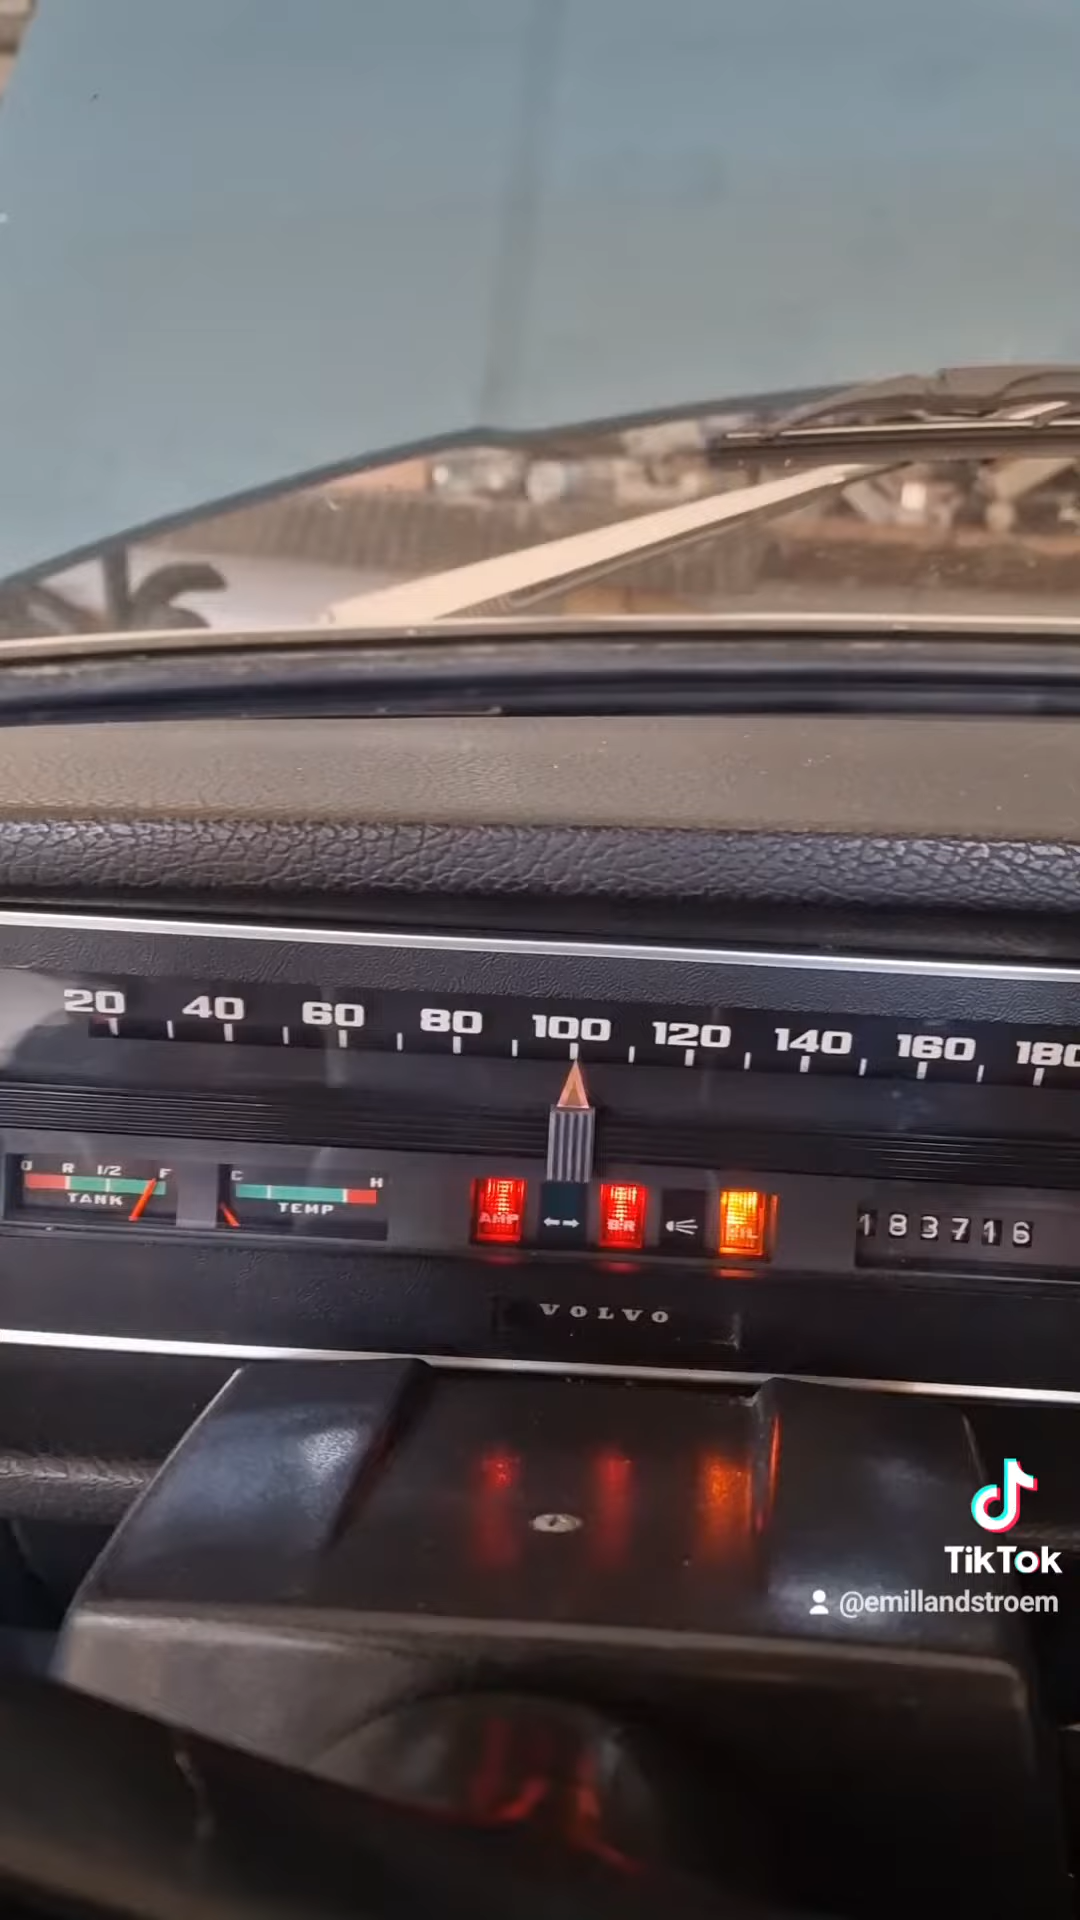 20 40 60 80 100 120 140 160 180
0 R 1/2 F
TANK
C H
TEMP
AMP
BR
OIL
183716
VOLVO
TikTok
@emillandstroem